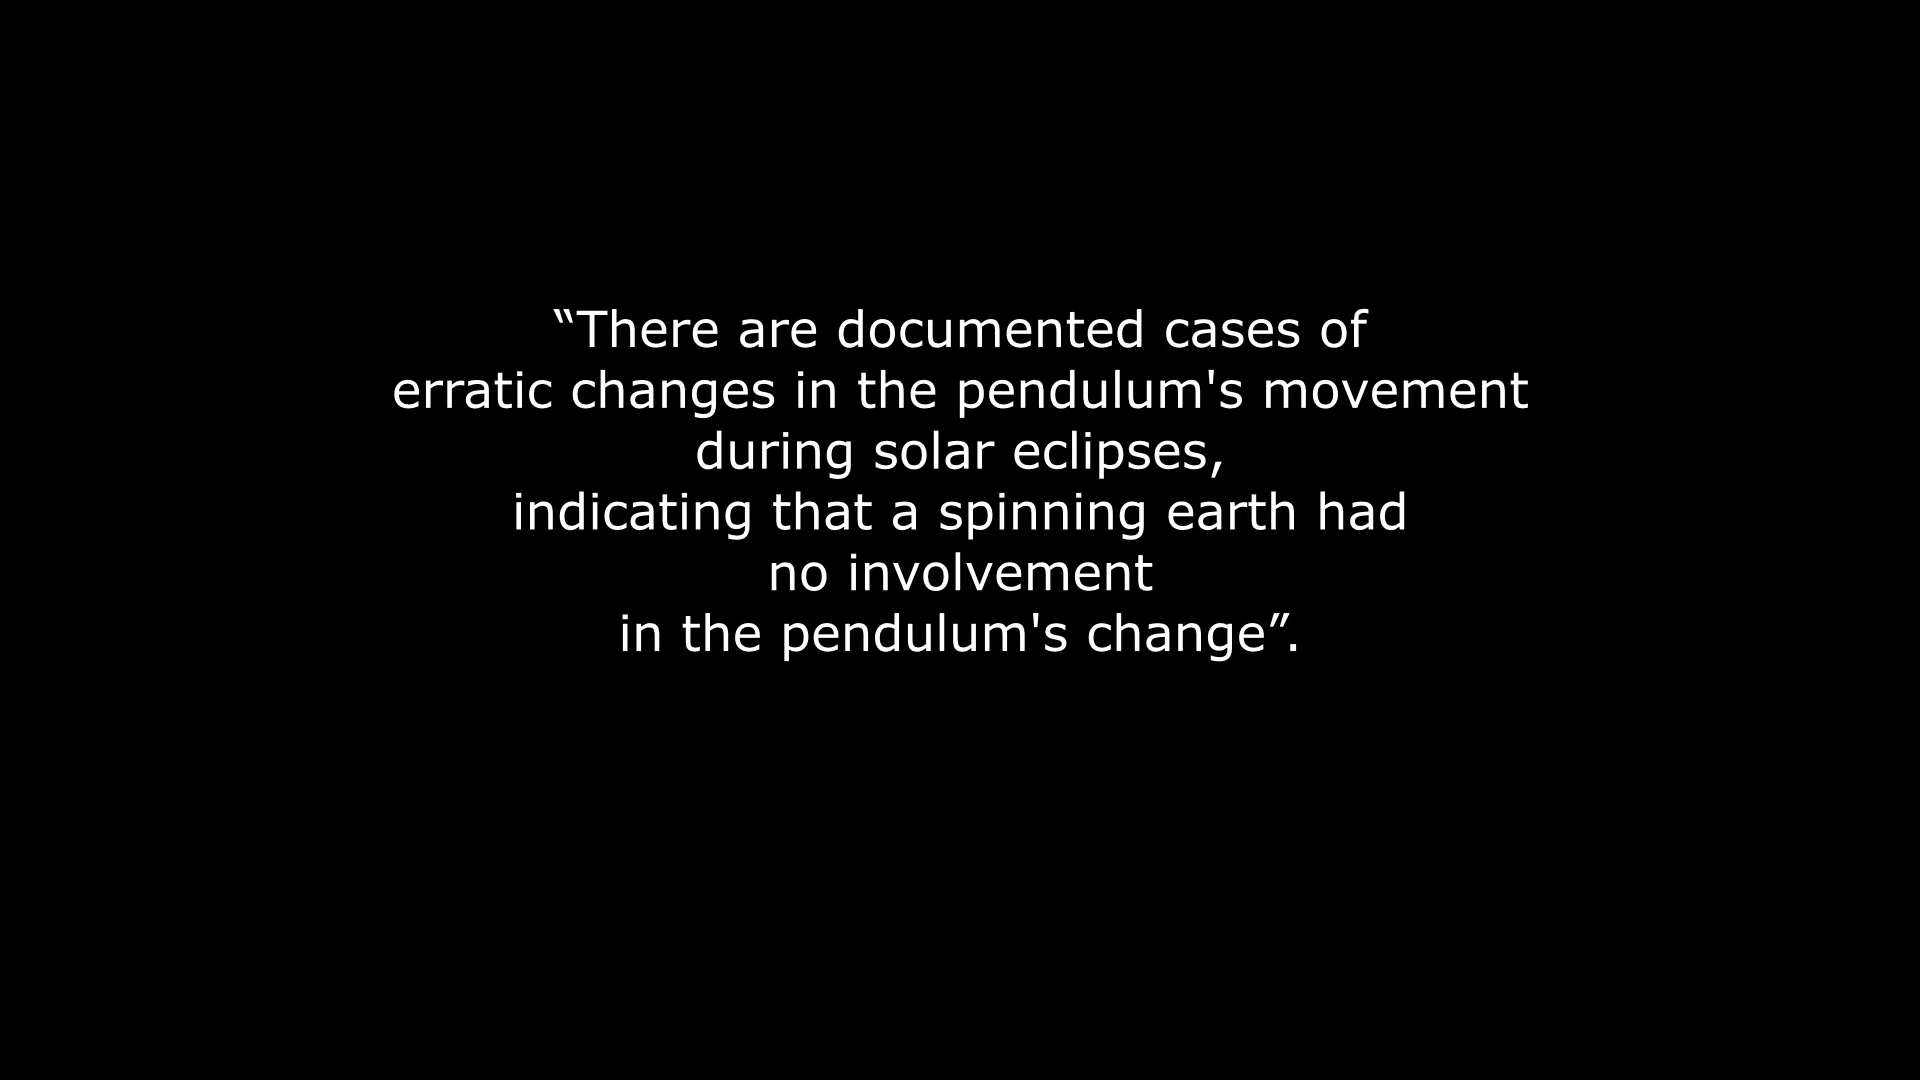 “There are documented cases of
erratic changes in the pendulum's movement
during solar eclipses,
indicating that a spinning earth had
no involvement
in the pendulum's change”.